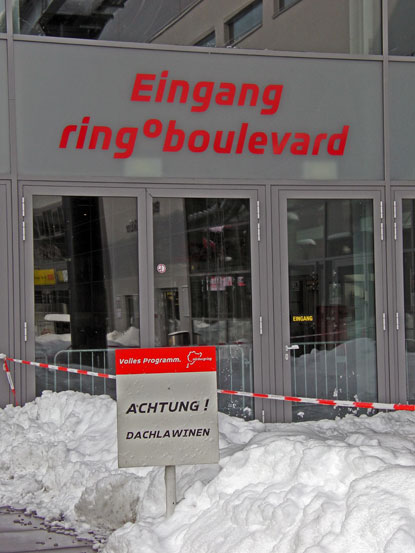 Eingang
ring°boulevard
EINGANG
Volles Programm.
ACHTUNG !
DACHLAWINEN